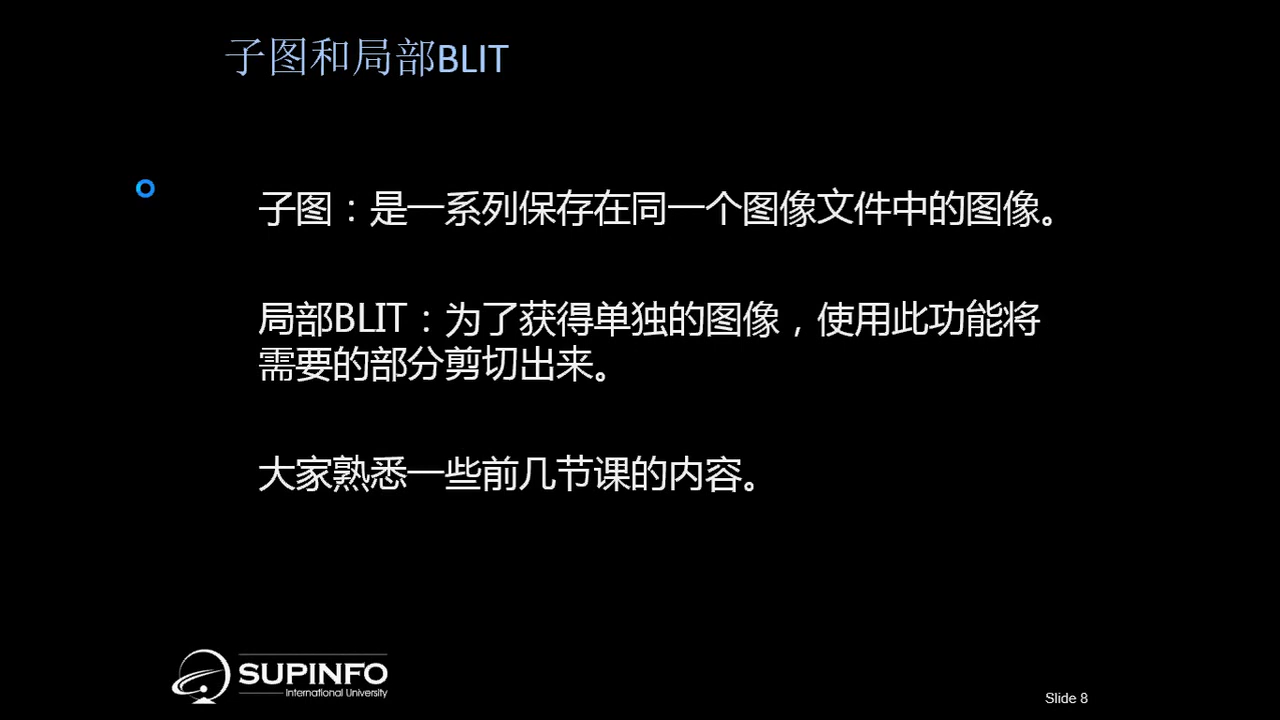 子图和局部BLIT
子图：是一系列保存在同一个图像文件中的图像。
局部BLIT：为了获得单独的图像，使用此功能将
需要的部分剪切出来。
大家熟悉一些前几节课的内容。
SUPINFO
International University
Slide 8